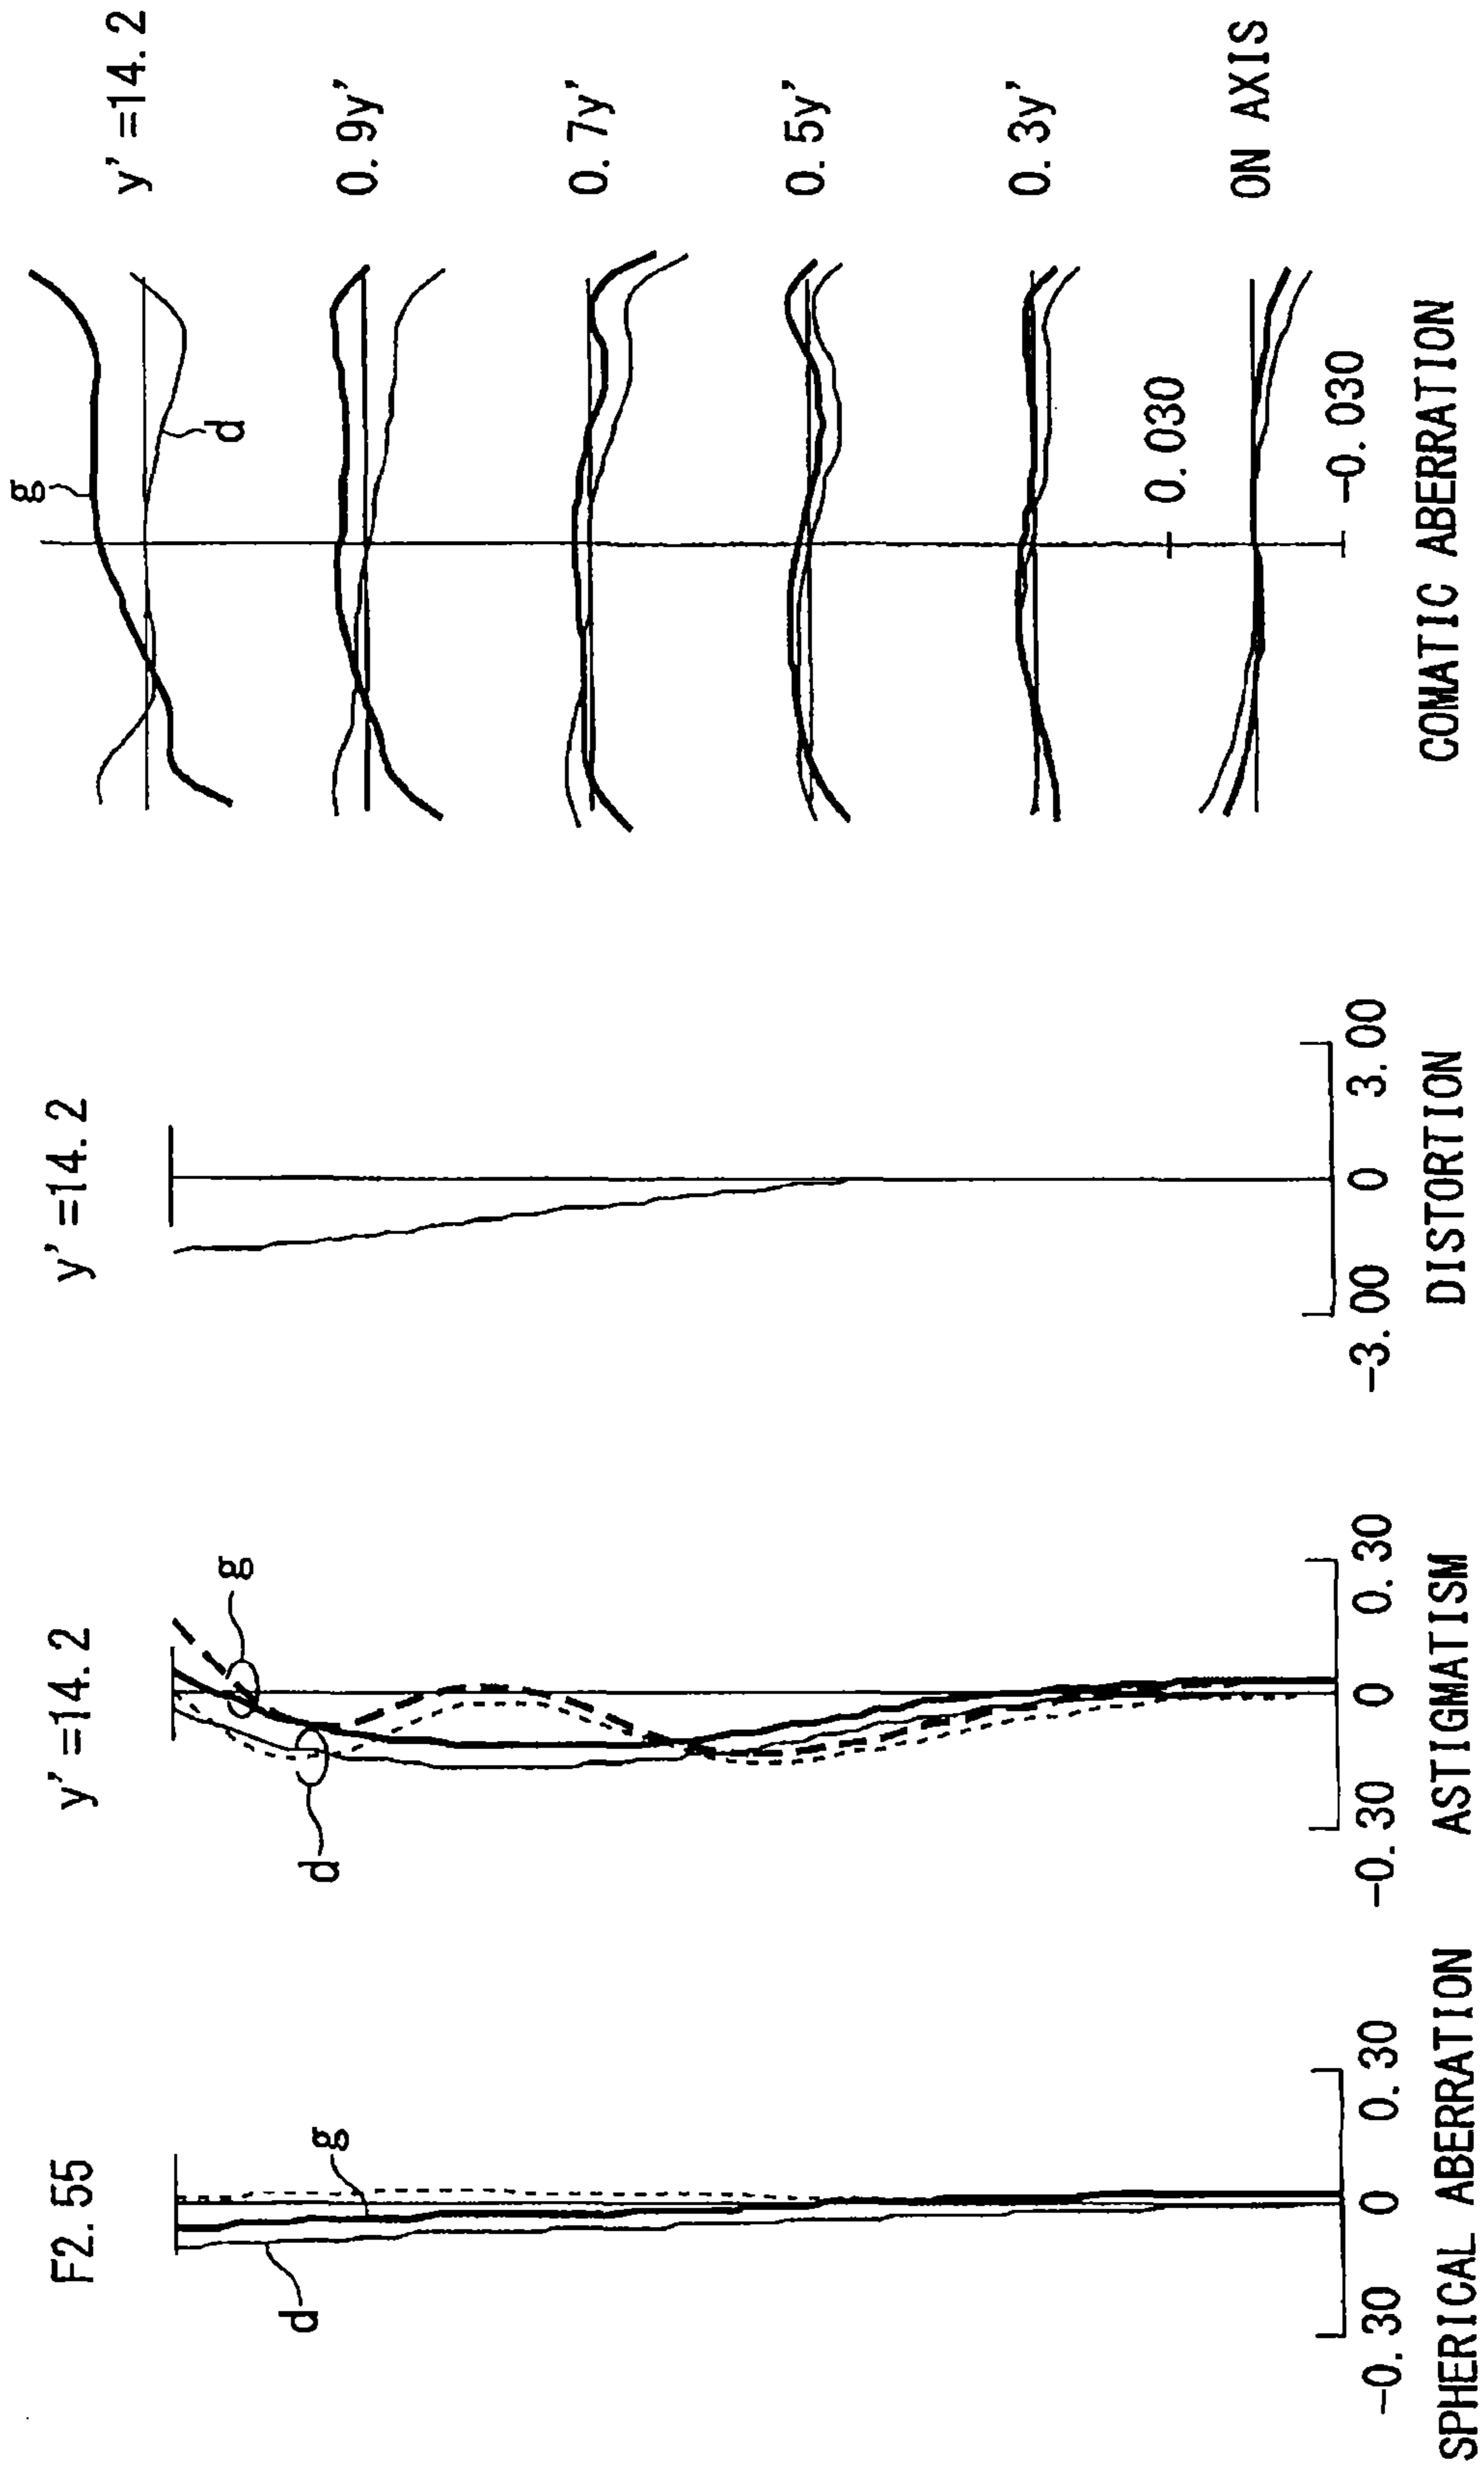 F2.55
d
g
-0.30
0
0.30
SPHERICAL ABERRATION
y'=14.2
d
g
-0.30
0
0.30
ASTIGMATISM
y'=14.2
-3.00
0
3.00
DISTORTION
g
d
y'=14.2
0.9y'
0.7y'
0.5y'
0.3y'
0.030
ON AXIS
-0.030
COMATIC ABERRATION